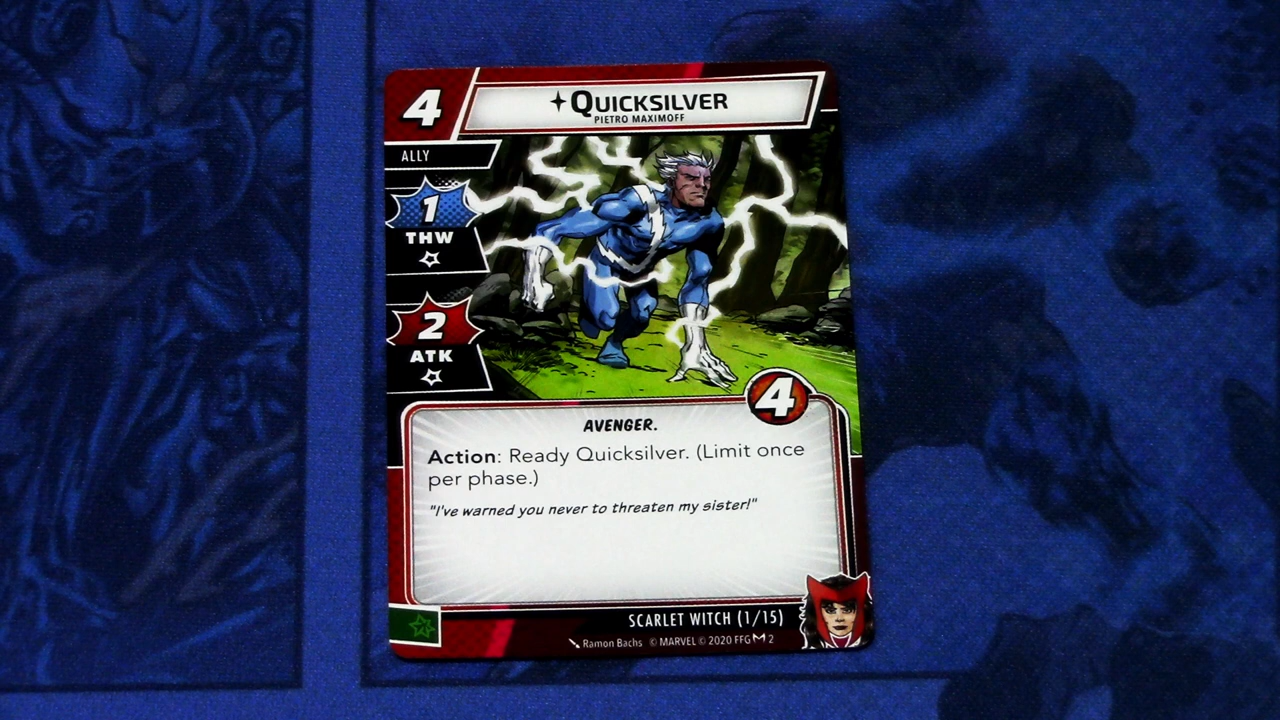 4
QUICKSILVER
PIETRO MAXIMOFF
ALLY
1
THW
2
ATK
4
AVENGER.
Action: Ready Quicksilver. (Limit once
per phase.)
"I've warned you never to threaten my sister!"
SCARLET WITCH (1/15)
Ramon Bachs © MARVEL © 2020 FFG 2